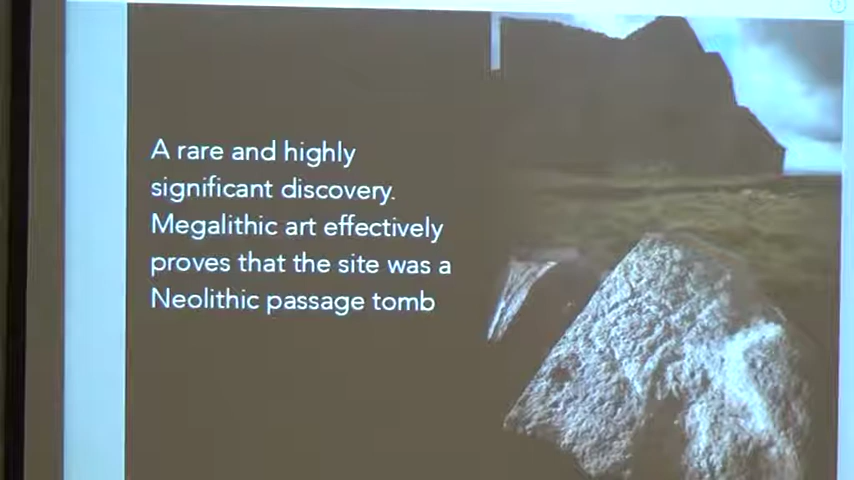 A rare and highly
significant discovery.
Megalithic art effectively
proves that the site was a
Neolithic passage tomb